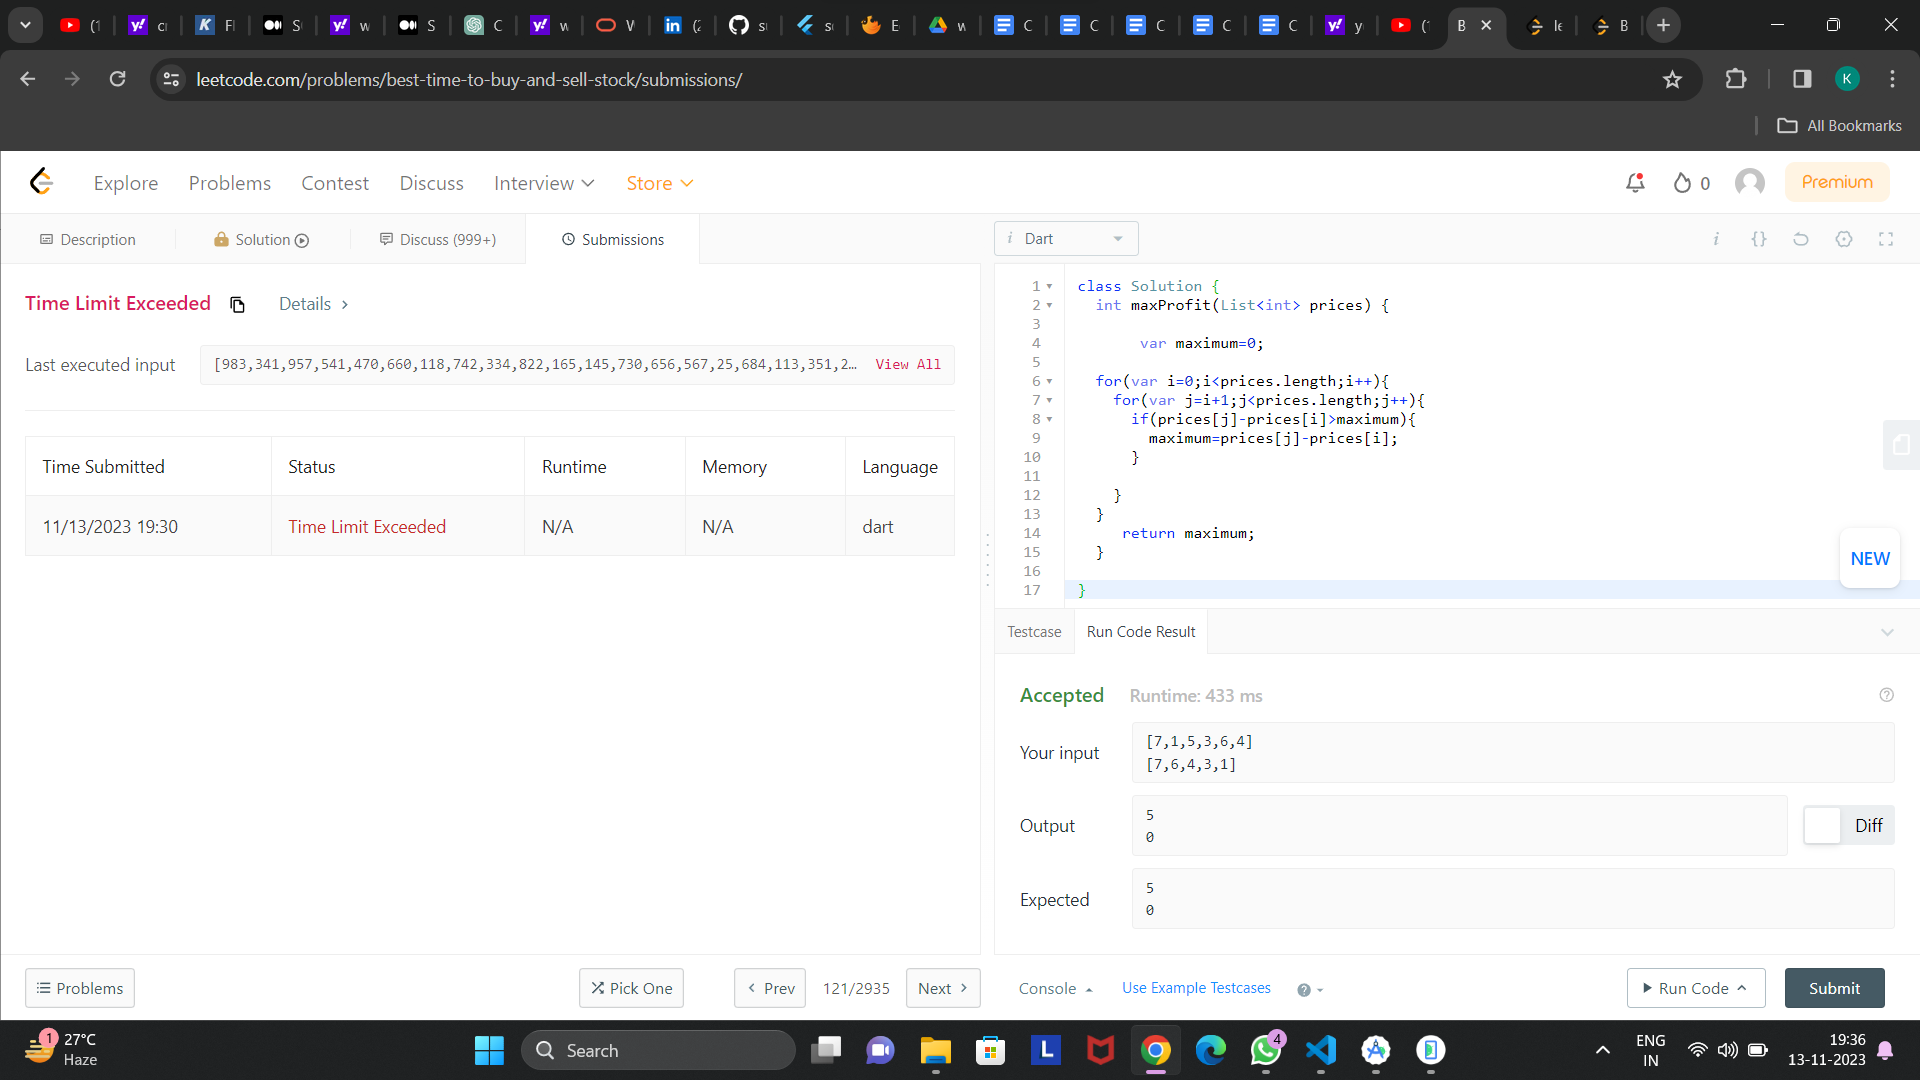 (1
cr
Fl
S
w
S
C
w
W
(2
s
s
E
w
C
C
C
C
C
y
(1
B
le
B
leetcode.com/problems/best-time-to-buy-and-sell-stock/submissions/
K
All Bookmarks
Explore
Problems
Contest
Discuss
Interview
Store
0
Premium
Description
Solution
Discuss (999+)
Submissions
Time Limit Exceeded
Details
Last executed input
[983,341,957,541,470,660,118,742,334,822,165,145,730,656,567,25,684,113,351,2...
View All
Time Submitted Status Runtime Memory Language
11/13/2023 19:30 Time Limit Exceeded N/A N/A dart
i Dart
i {}
1 class Solution {
2 int maxProfit(List<int> prices) {
3
4 var maximum=0;
5
6 for(var i=0;i<prices.length;i++){
7 for(var j=i+1;j<prices.length;j++){
8 if(prices[j]-prices[i]>maximum){
9 maximum=prices[j]-prices[i];
10 }
11
12 }
13 }
14 return maximum;
15 }
16
17 }
NEW
Testcase
Run Code Result
Accepted
Runtime: 433 ms
Your input
[7,1,5,3,6,4]
[7,6,4,3,1]
Output
5
0
Diff
Expected
5
0
Problems
Pick One
Prev
121/2935
Next
Console
Use Example Testcases
Run Code
Submit
1
27°C
Haze
Search
L
4
ENG
IN
19:36
13-11-2023